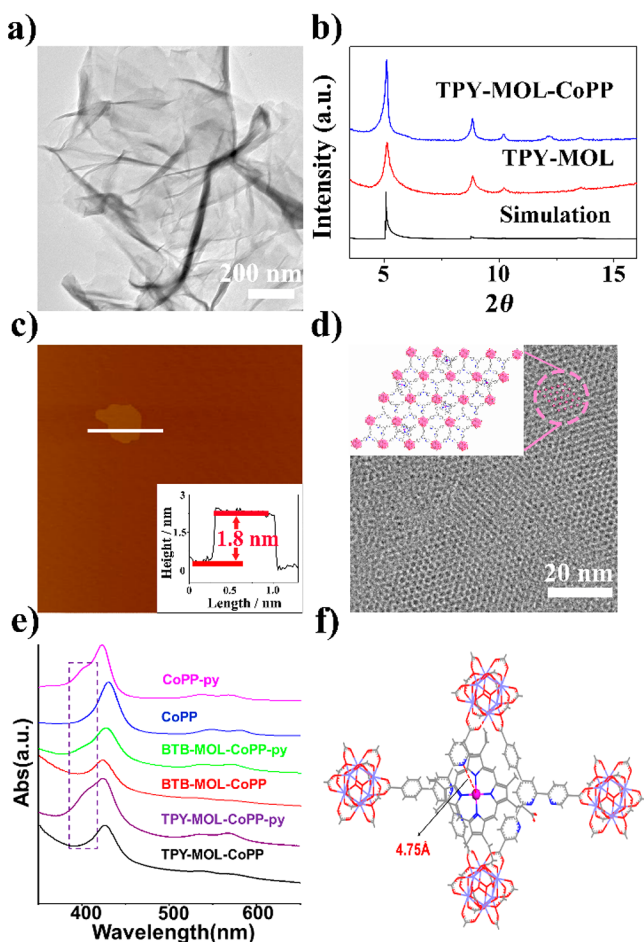 a)
200 nm
b)
Intensity (a.u.)
TPY-MOL-CoPP
TPY-MOL
Simulation
5
10
15
2θ
c)
Height / nm
3
1.5
0
1.8 nm
0
0.5
1.0
Length / nm
d)
20 nm
e)
Abs(a.u.)
CoPP-py
CoPP
BTB-MOL-CoPP-py
BTB-MOL-CoPP
TPY-MOL-CoPP-py
TPY-MOL-CoPP
400
500
600
Wavelength(nm)
f)
4.75Å